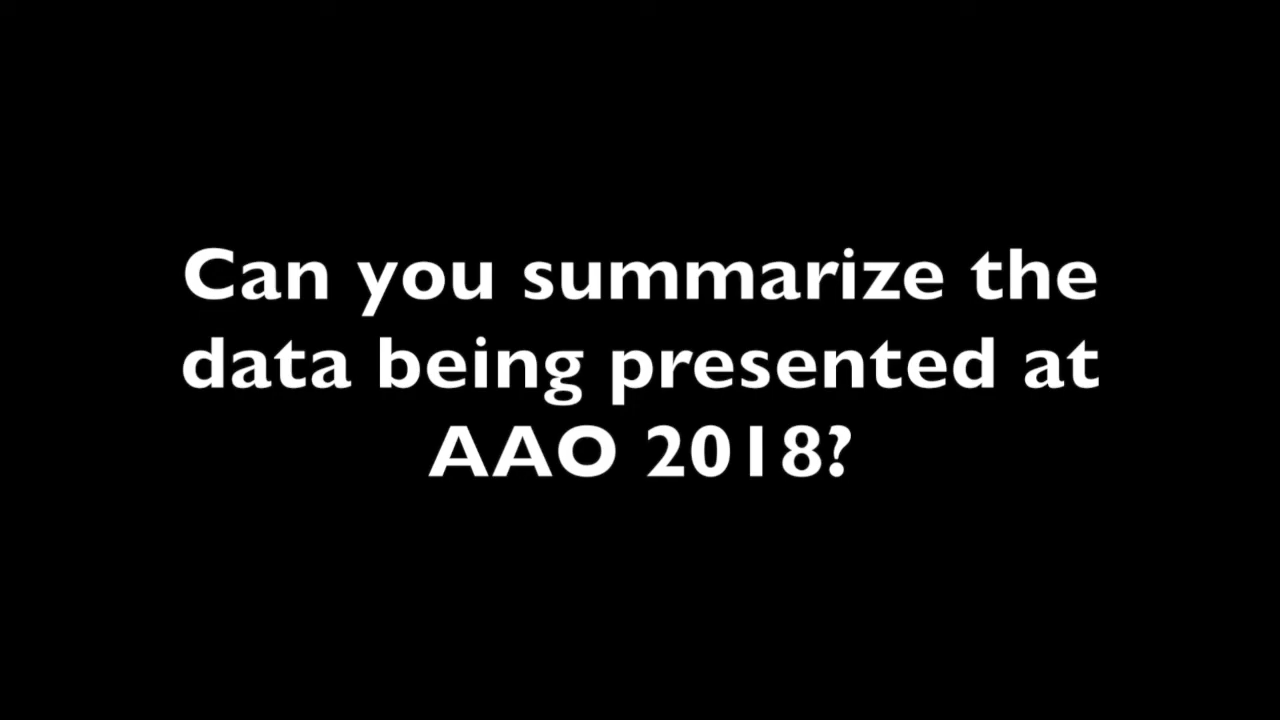 Can you summarize the
data being presented at
AAO 2018?